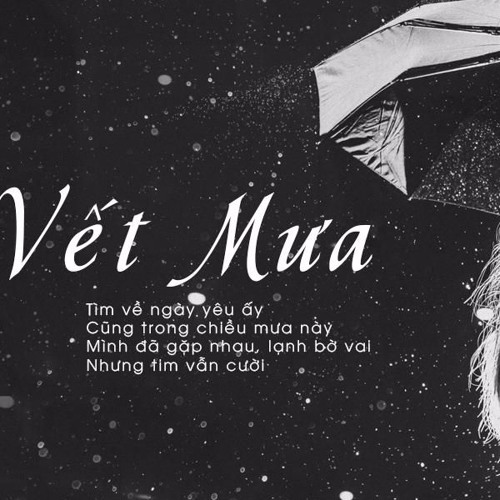 Vết Mưa
Tìm về ngày yêu ấy
Cũng trong chiều mưa này
Mình đã gặp nhau, lạnh bờ vai
Nhưng tim vẫn cười